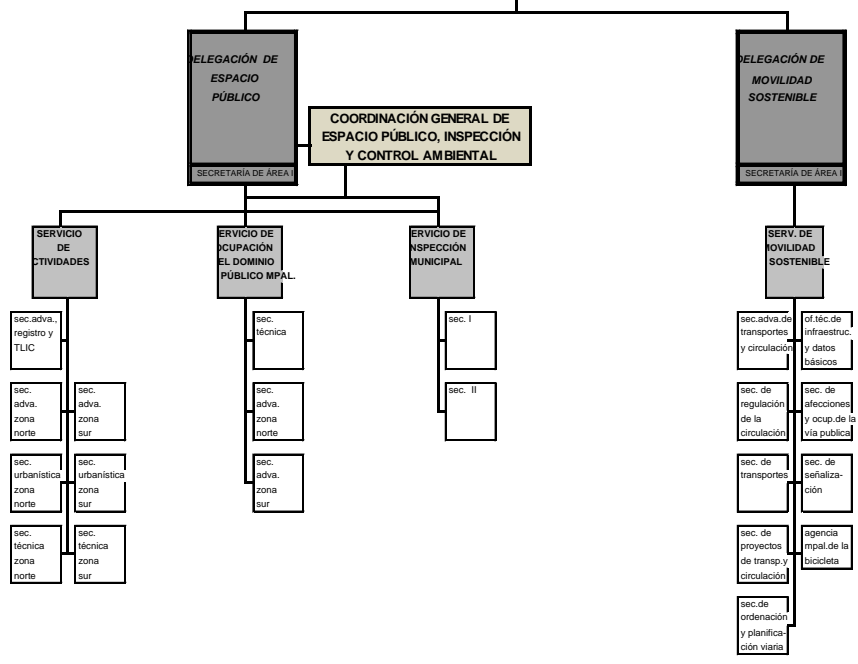 DELEGACIÓN DE
ESPACIO
PÚBLICO
SECRETARÍA DE ÁREA I
COORDINACIÓN GENERAL DE
ESPACIO PÚBLICO, INSPECCIÓN
Y CONTROL AMBIENTAL
DELEGACIÓN DE
MOVILIDAD
SOSTENIBLE
SECRETARÍA DE ÁREA I
SERVICIO
DE
CTIVIDADES
ERVICIO DE
OCUPACIÓN
EL DOMINIO
PÚBLICO MPAL.
ERVICIO DE
NSPECCIÓN
MUNICIPAL
SERV. DE
MOVILIDAD
SOSTENIBLE
sec.adva.,
registro y
TLIC
sec.
adva.
zona
norte
sec.
adva.
zona
sur
sec.
urbanística
zona
norte
sec.
urbanística
zona
sur
sec.
técnica
zona
norte
sec.
técnica
zona
sur
sec.
técnica
sec.
adva.
zona
norte
sec.
adva.
zona
sur
sec. I
sec. II
sec.adva.de
transportes
y circulación
of.téc.de
infraestruc.
y datos
básicos
sec. de
regulación
de la
circulación
sec. de
afecciones
y ocup.de la
vía publica
sec. de
transportes
sec. de
señaliza-
ción
sec. de
proyectos
de transp.y
circulación
agencia
mpal.de la
bicicleta
sec.de
ordenación
y planifica-
ción viaria